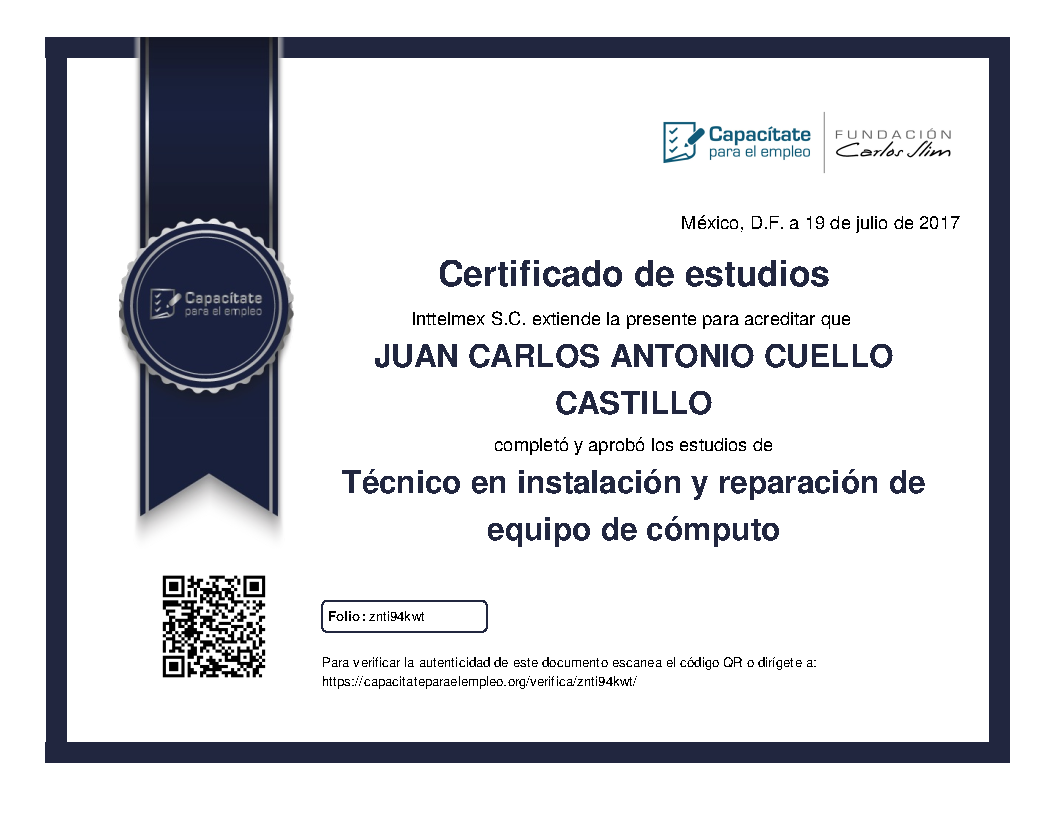 Capacítate
para el empleo
FUNDACIÓN
Carlos Slim
México, D.F. a 19 de julio de 2017
Certificado de estudios
Inttelmex S.C. extiende la presente para acreditar que
JUAN CARLOS ANTONIO CUELLO
CASTILLO
completó y aprobó los estudios de
Técnico en instalación y reparación de
equipo de cómputo
Capacítate
para el empleo
Folio: znti94kwt
Para verificar la autenticidad de este documento escanea el código QR o dirígete a:
https://capacitateparaelempleo.org/verifica/znti94kwt/